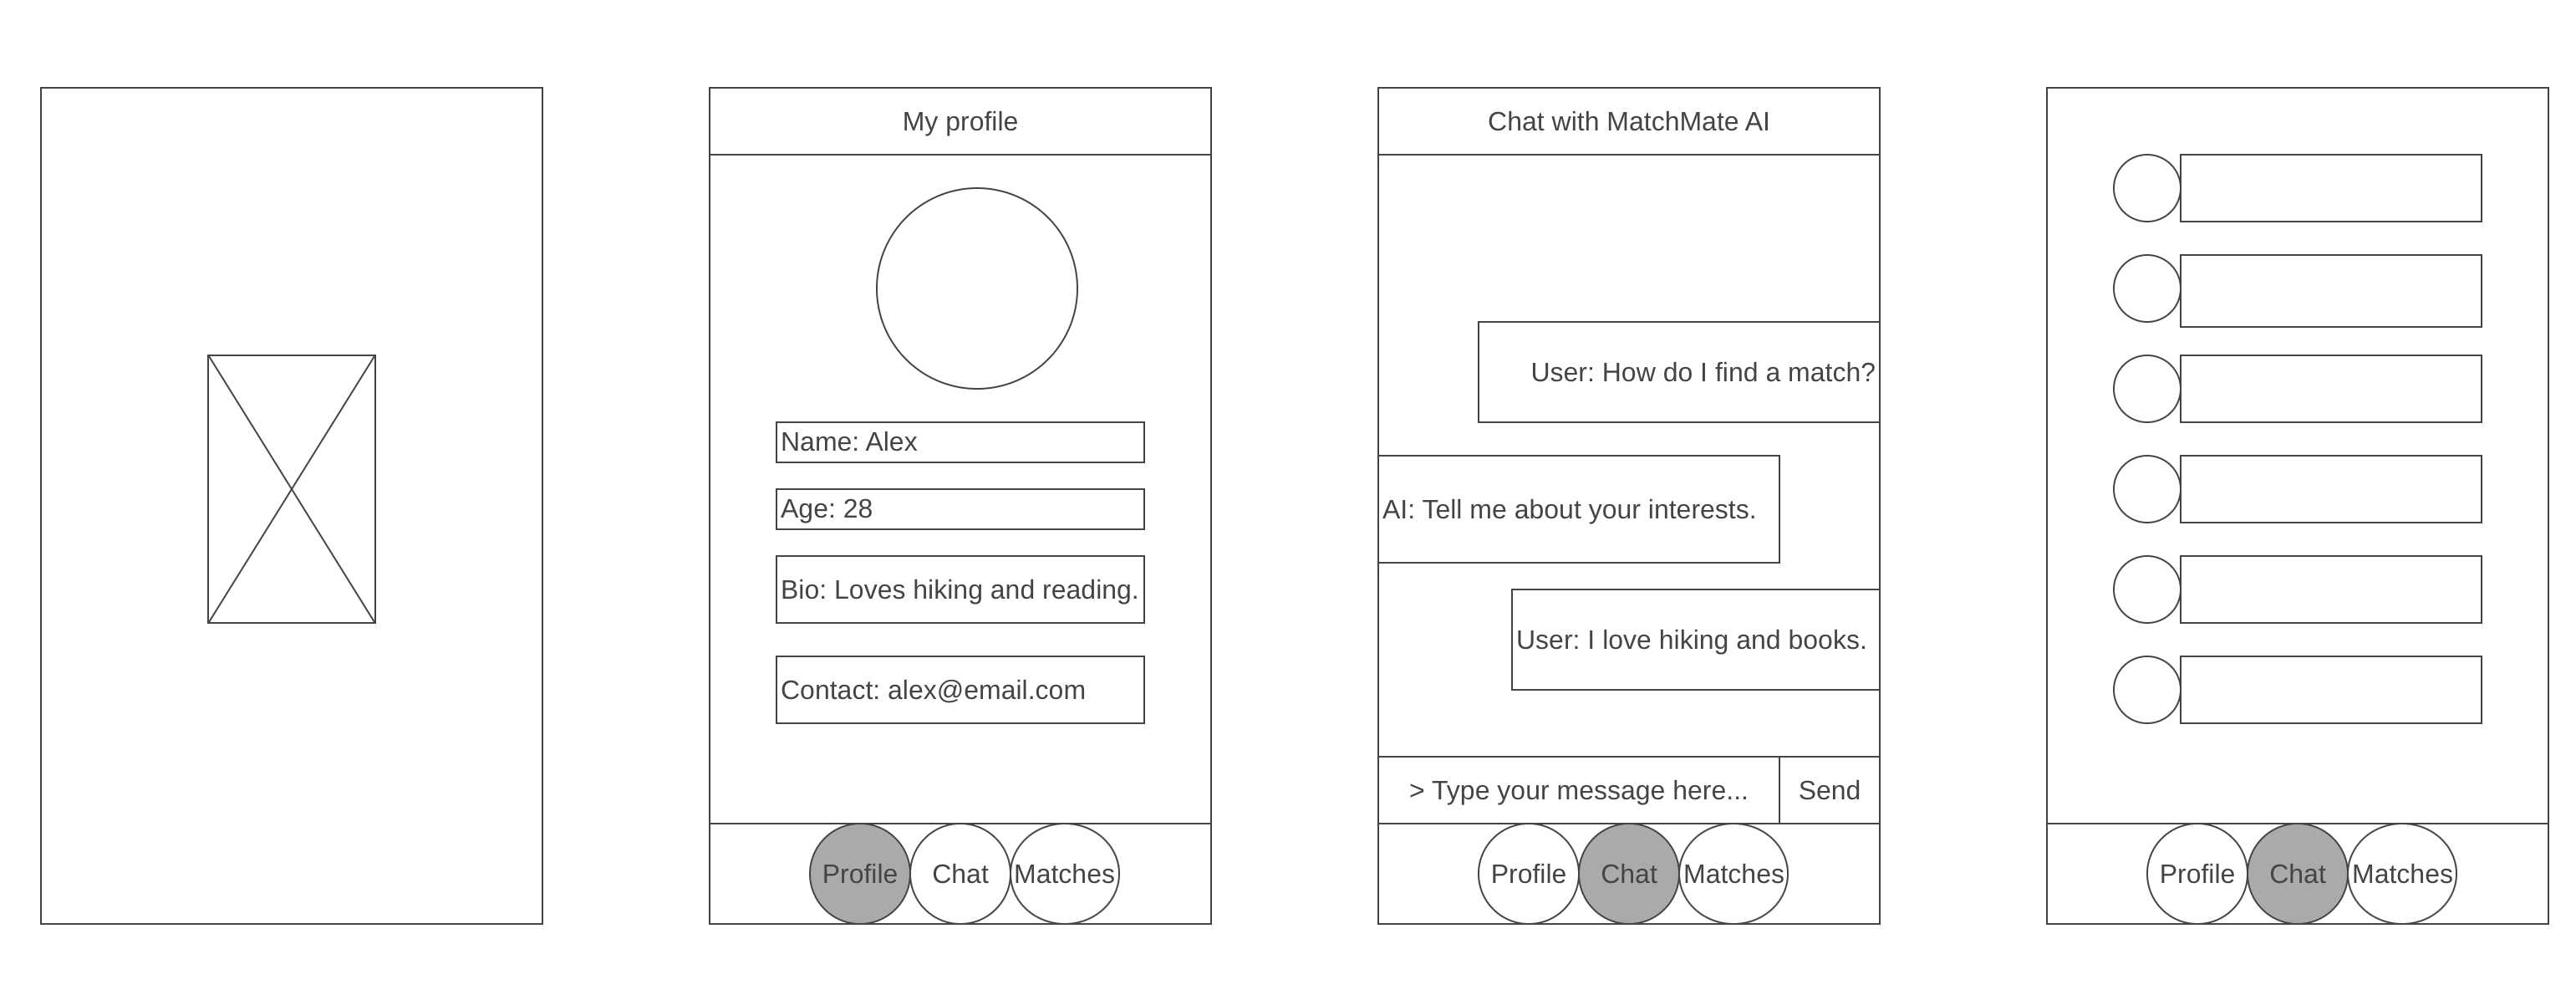 My profile
Name: Alex
Age: 28
Bio: Loves hiking and reading.
Contact: alex@email.com
Profile
Chat
Matches
Chat with MatchMate AI
User: How do I find a match?
AI: Tell me about your interests.
User: I love hiking and books.
> Type your message here...
Send
Profile
Chat
Matches
Profile
Chat
Matches